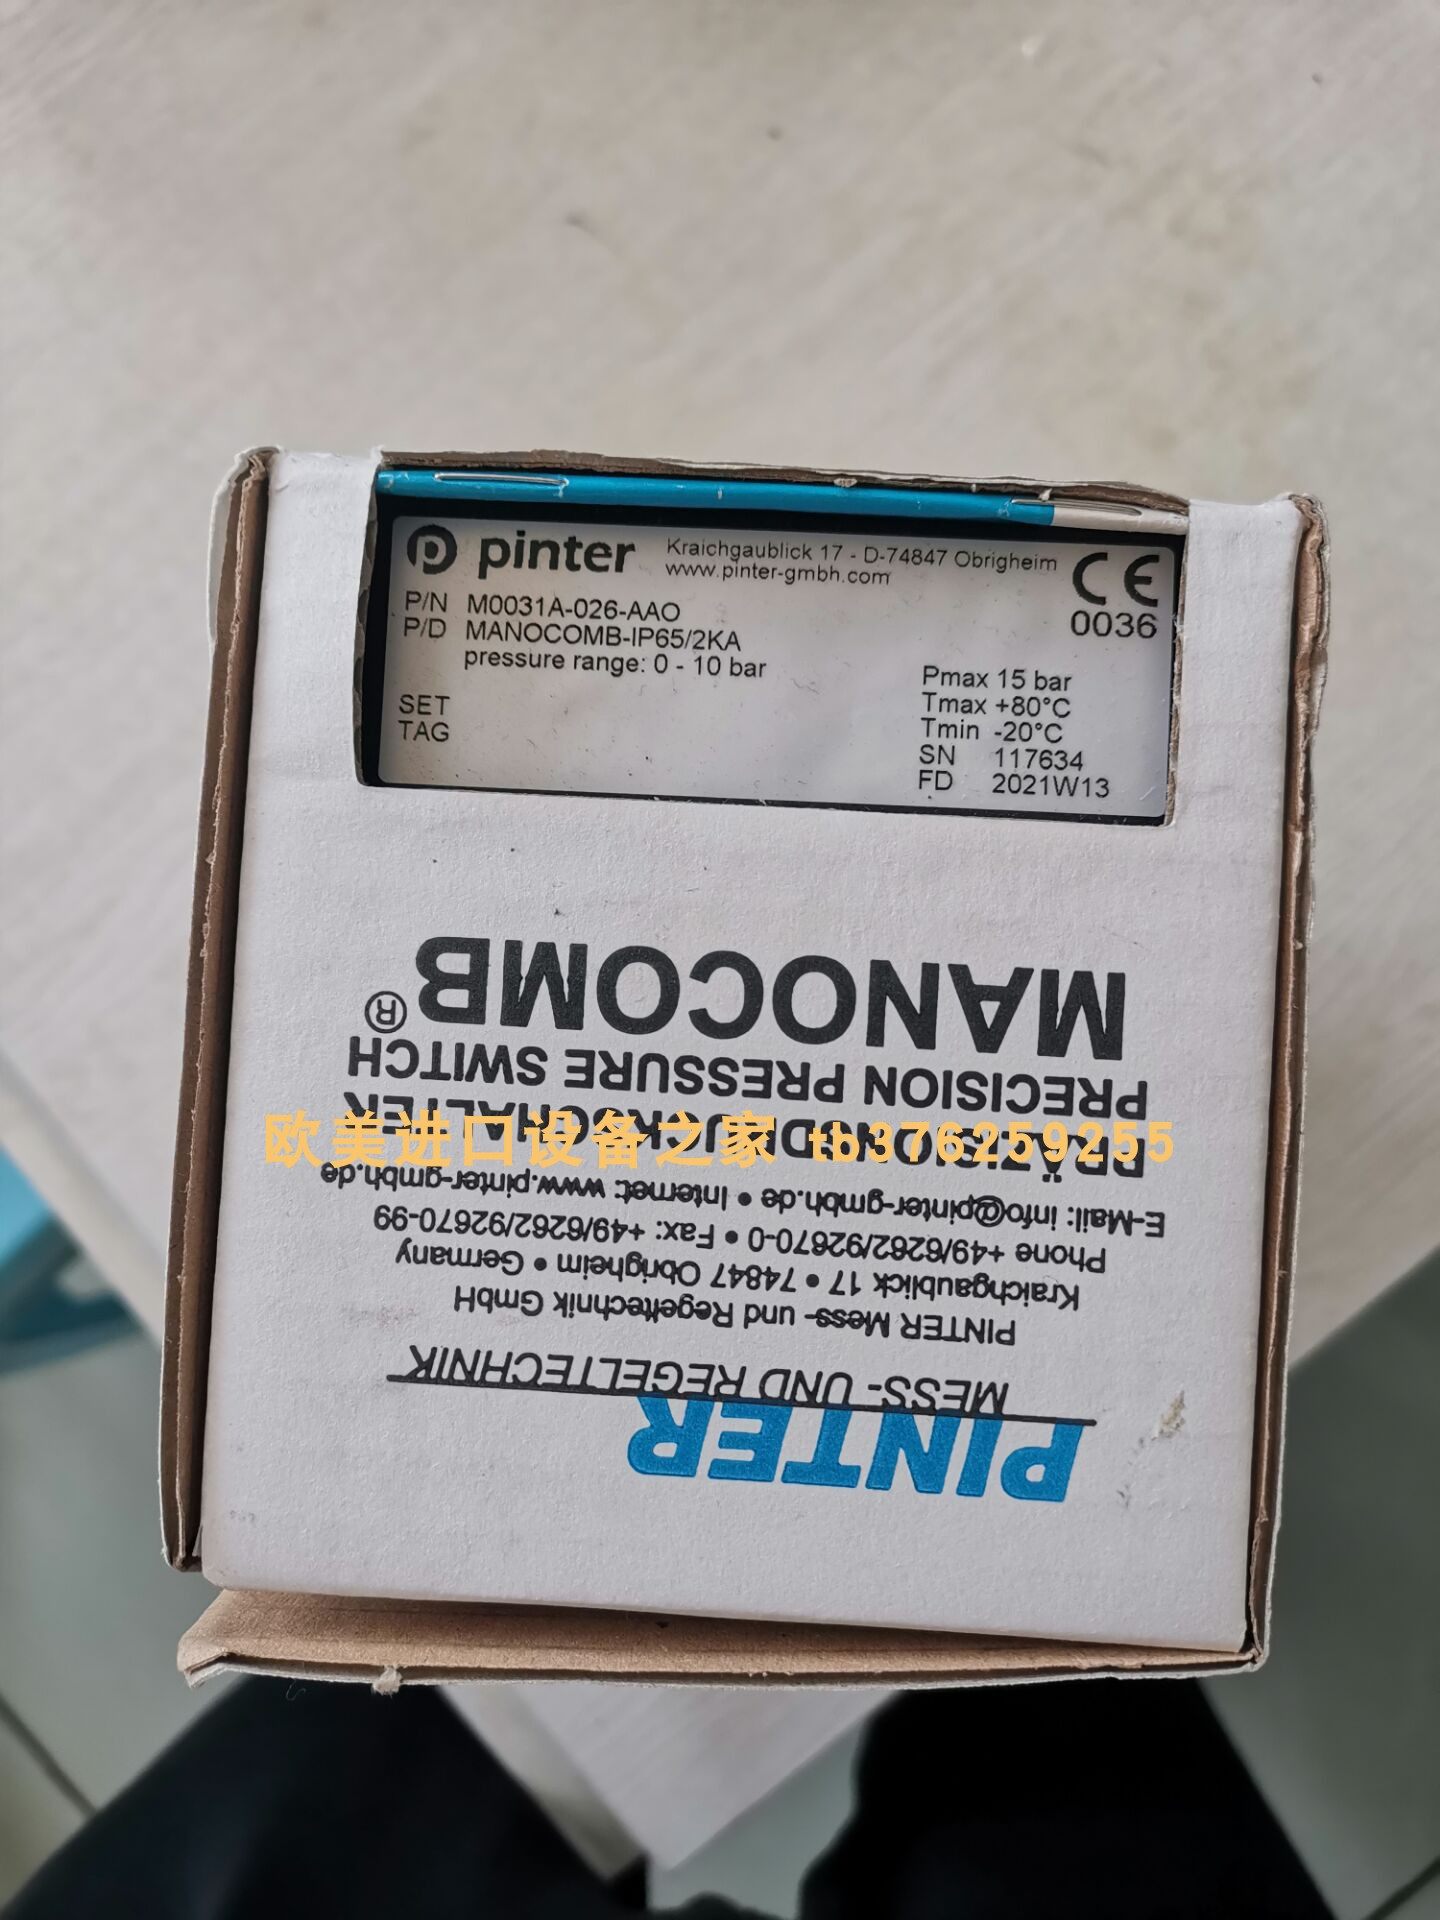 pinter
Kraichgaublick 17 - D-74847 Obrigheim
www.pinter-gmbh.com
CE
0036
P/N M0031A-026-AAO
P/D MANOCOMB-IP65/2KA
pressure range: 0 - 10 bar
SET
TAG
Pmax 15 bar
Tmax +80°C
Tmin -20°C
SN 117634
FD 2021W13
PINTER
MESS- UND REGELTECHNIK
PINTER Mess- und Regeltechnik GmbH
Kraichgaublick 17 • 74847 Obrigheim • Germany
Phone +49/6262/92670-0 • Fax: +49/6262/92670-99
E-Mail: info@pinter-gmbh.de • Internet: www.pinter-gmbh.de
PRÄZISIONSDRUCKSCHALTER
PRECISION PRESSURE SWITCH
MANOCOMB®
欧美进口设备之家 tb376259255